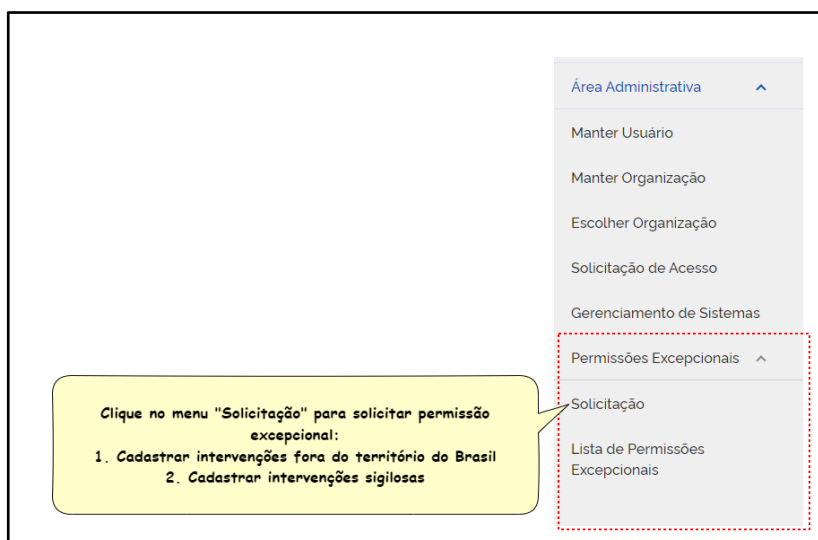 Área Administrativa
Manter Usuário
Manter Organização
Escolher Organização
Solicitação de Acesso
Gerenciamento de Sistemas
Permissões Excepcionais
Clique no menu "Solicitação" para solicitar permissão
excepcional:
1. Cadastrar intervenções fora do território do Brasil
2. Cadastrar intervenções sigilosas
Solicitação
Lista de Permissões
Excepcionais